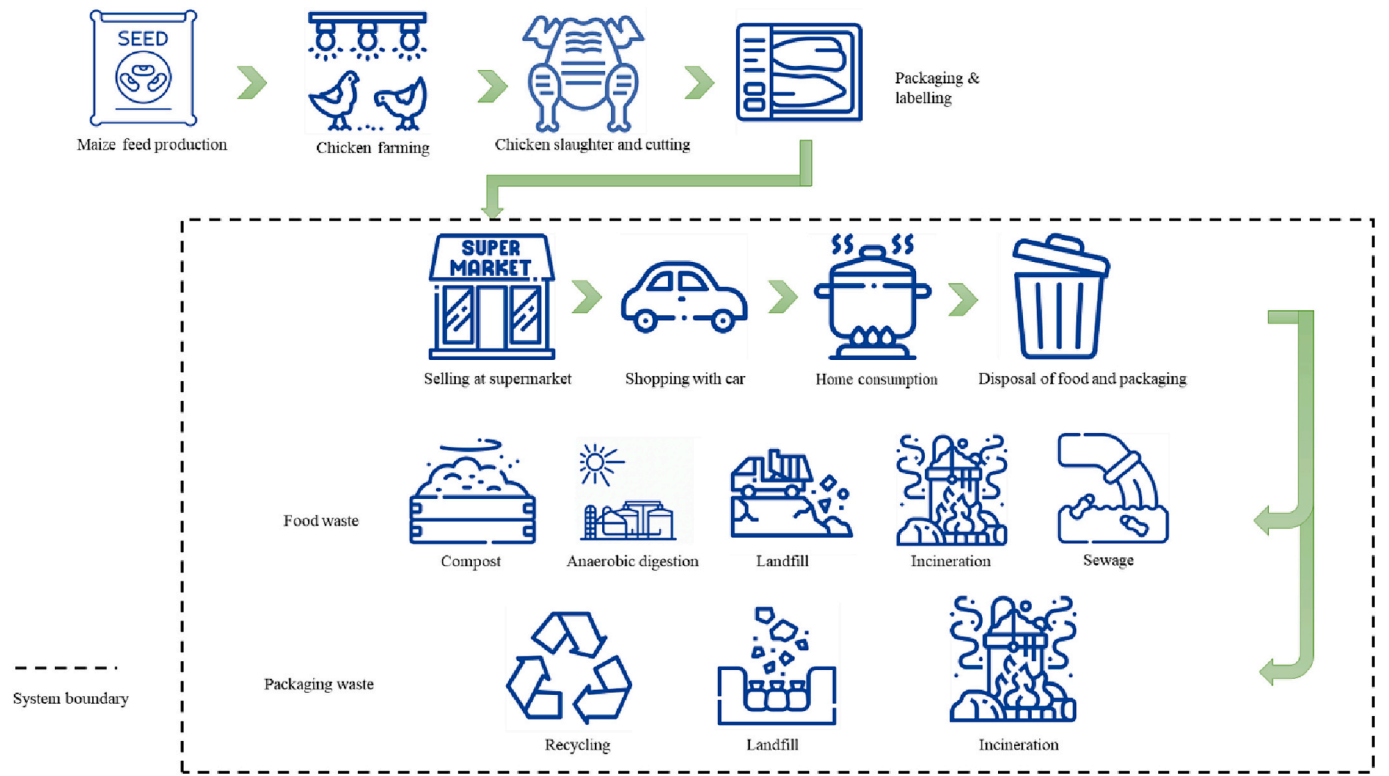 SEED
Maize feed production
Chicken farming
Chicken slaughter and cutting
Packaging &
labelling
SUPER
MARKET
$$ $$
Selling at supermarket
Shopping with car
Home consumption
Disposal of food and packaging
Food waste
Compost
Anaerobic digestion
Landfill
Incineration
Sewage
Packaging waste
Recycling
Landfill
Incineration
System boundary